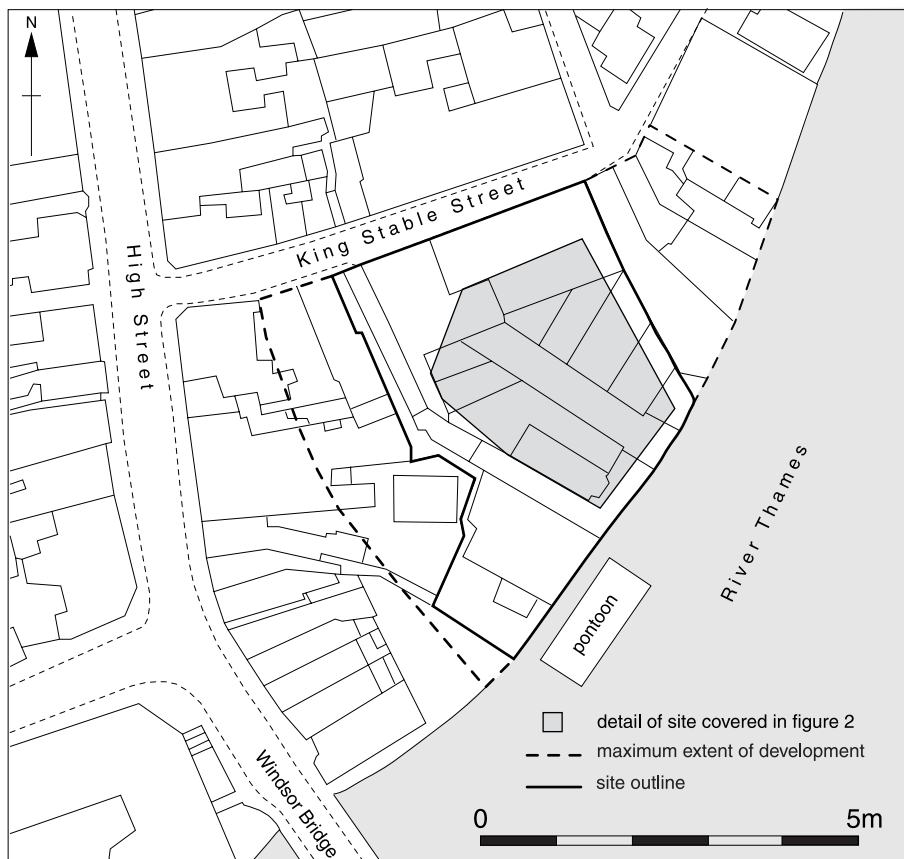 N
King Stable Street
High Street
River Thames
pontoon
detail of site covered in figure 2
maximum extent of development
site outline
Windsor Bridge
0 5m